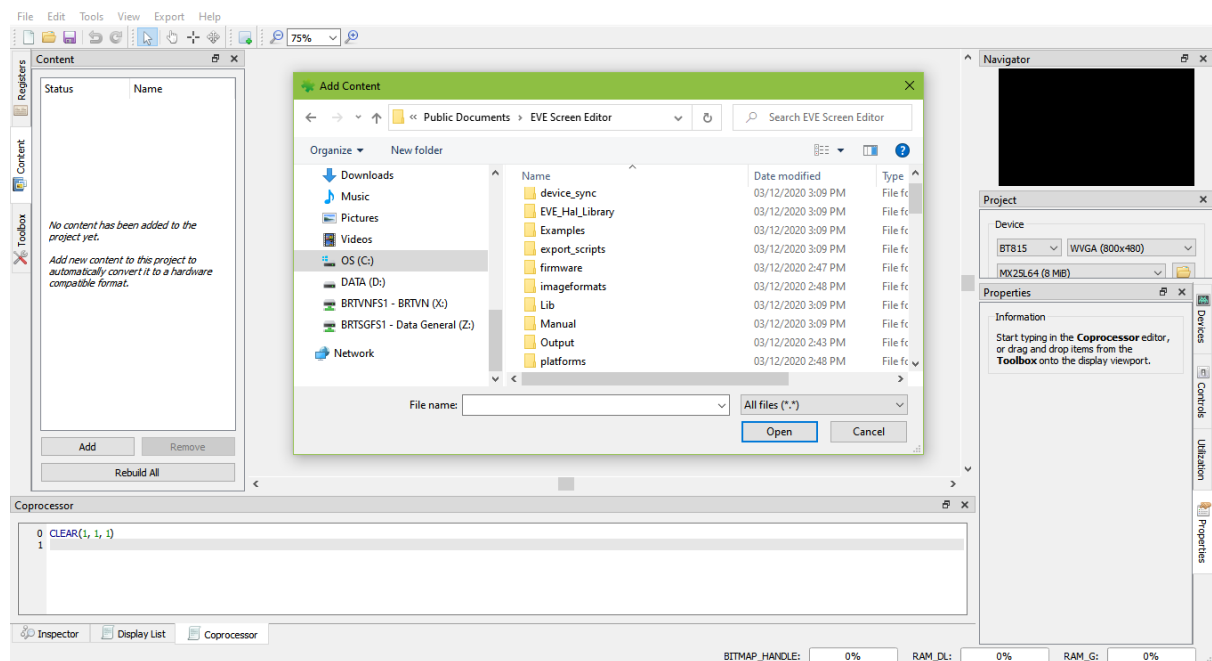 File Edit Tools View Export Help
75%
Registers
Content
Toolbox
Content
Status Name
No content has been added to the
project yet.
Add new content to this project to
automatically convert it to a hardware
compatible format.
Add Remove
Rebuild All
Add Content
« Public Documents › EVE Screen Editor
Search EVE Screen Editor
Organize New folder
Downloads
Music
Pictures
Videos
OS (C:)
DATA (D:)
BRTVNFS1 - BRTVN (X:)
BRTSGFS1 - Data General (Z:)
Network
Name Date modified Type
device_sync 03/12/2020 3:09 PM File fc
EVE_Hal_Library 03/12/2020 3:09 PM File fc
Examples 03/12/2020 3:09 PM File fc
export_scripts 03/12/2020 3:09 PM File fc
firmware 03/12/2020 2:47 PM File fc
imageformats 03/12/2020 2:48 PM File fc
Lib 03/12/2020 3:09 PM File fc
Manual 03/12/2020 3:09 PM File fc
Output 03/12/2020 2:43 PM File fc
platforms 03/12/2020 2:48 PM File fc
File name: All files (*.*)
Open Cancel
Navigator
Project
Device
BT815 WVGA (800x480)
MX25L64 (8 MiB)
Properties
Information
Start typing in the Coprocessor editor,
or drag and drop items from the
Toolbox onto the display viewport.
Devices
Controls
Utilization
Properties
Coprocessor
0 CLEAR(1, 1, 1)
1
Inspector Display List Coprocessor
BITMAP_HANDLE: 0% RAM_DL: 0% RAM_G: 0%